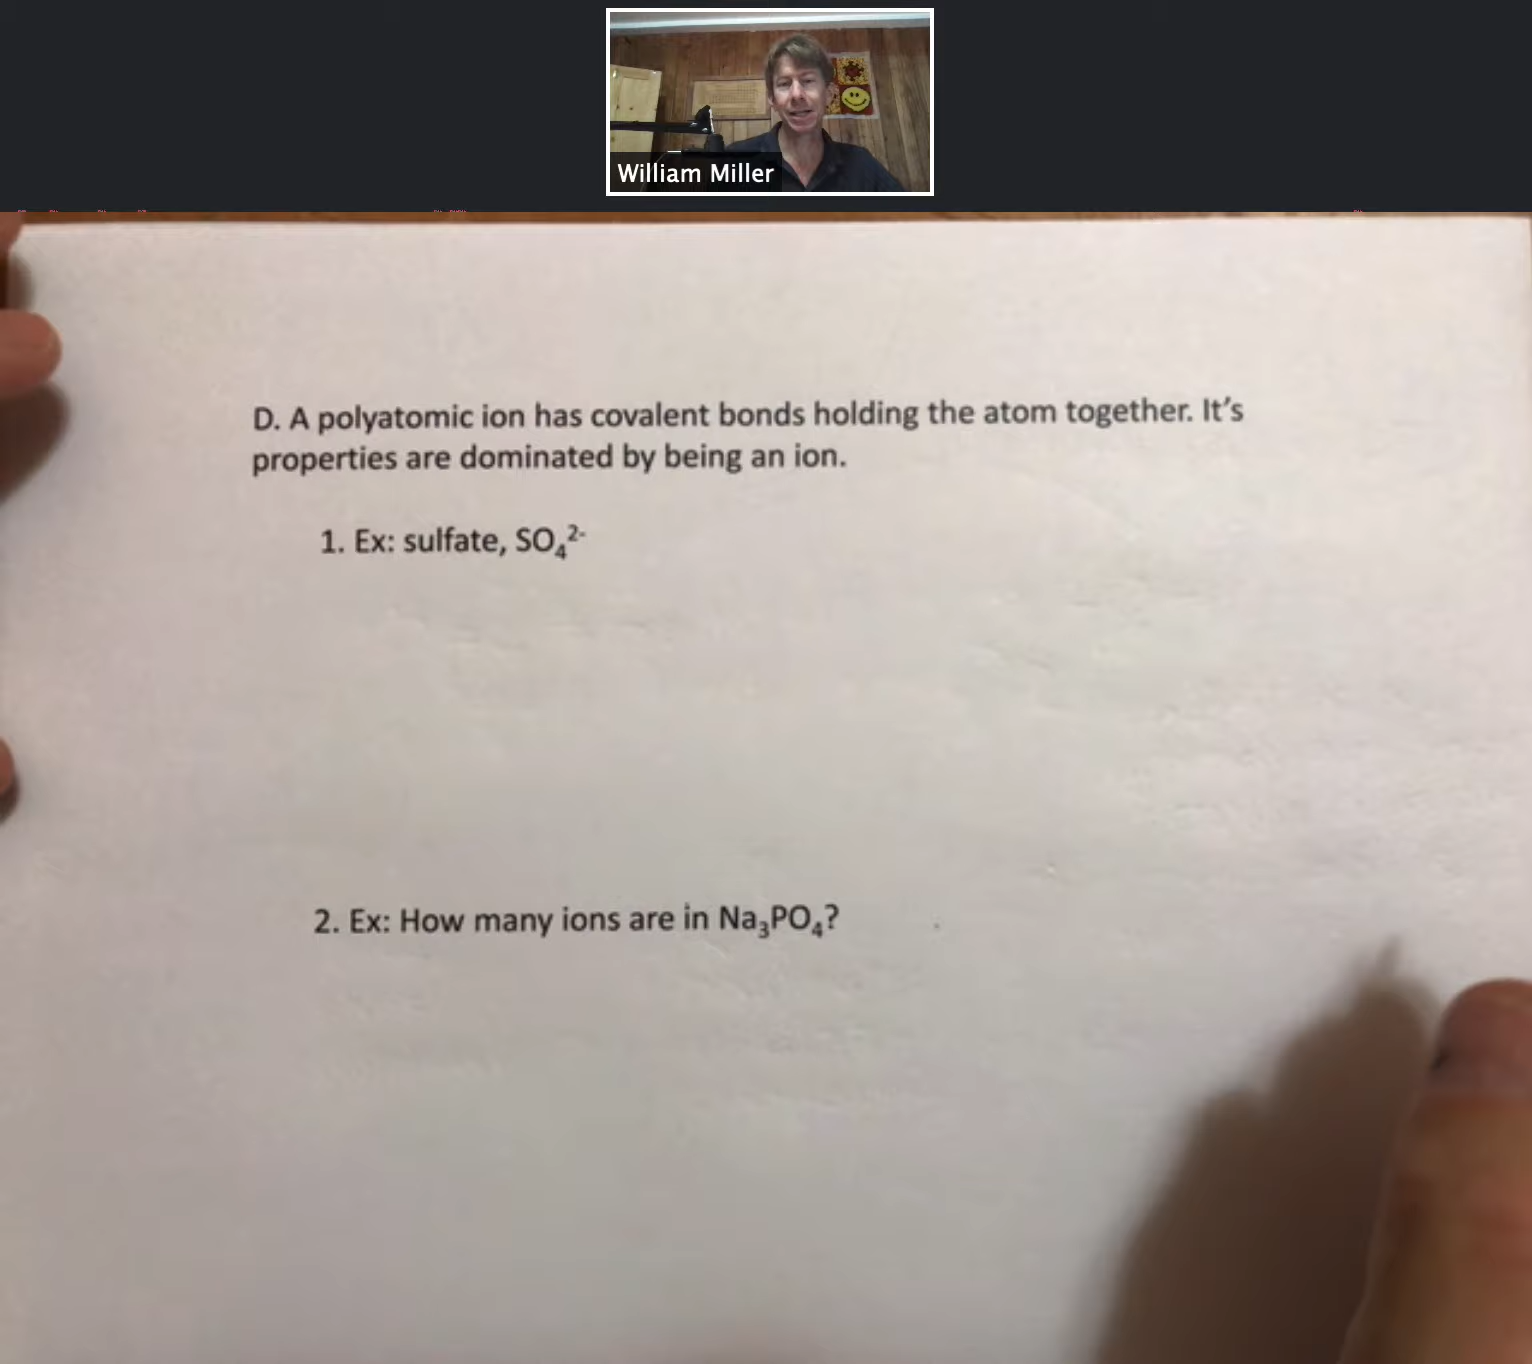 William Miller
D. A polyatomic ion has covalent bonds holding the atom together. It's
properties are dominated by being an ion.
1. Ex: sulfate, SO₄²⁻
2. Ex: How many ions are in Na₃PO₄?